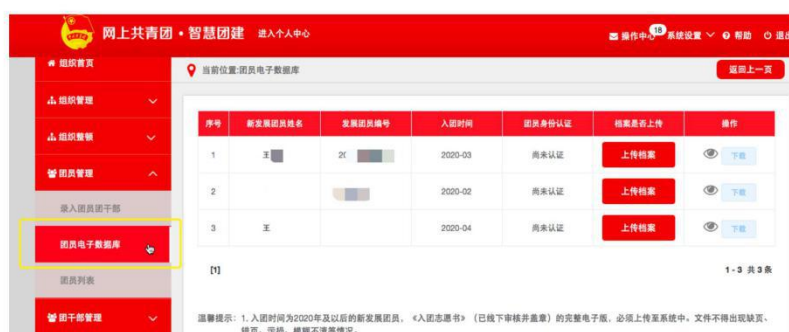 网上共青团·智慧团建 进入个人中心
操作中心 18 系统设置 帮助 退出
组织首页
当前位置:团员电子数据库 返回上一页
组织管理
组织整顿
团员管理
录入团员团干部
团员电子数据库
团员列表
团干部管理
序号 新发展团员姓名 发展团员编号 入团时间 团员身份认证 档案是否上传 操作
1 王 20 2020-03 尚未认证 上传档案 下载
2 2020-02 尚未认证 上传档案 下载
3 王 2020-04 尚未认证 上传档案 下载
[1] 1-3 共3条
温馨提示：1. 入团时间为2020年及以后的新发展团员，《入团志愿书》（已线下审核并盖章）的完整电子版，必须上传至系统中。文件不得出现缺页、
错页、污损、模糊不清等情况。